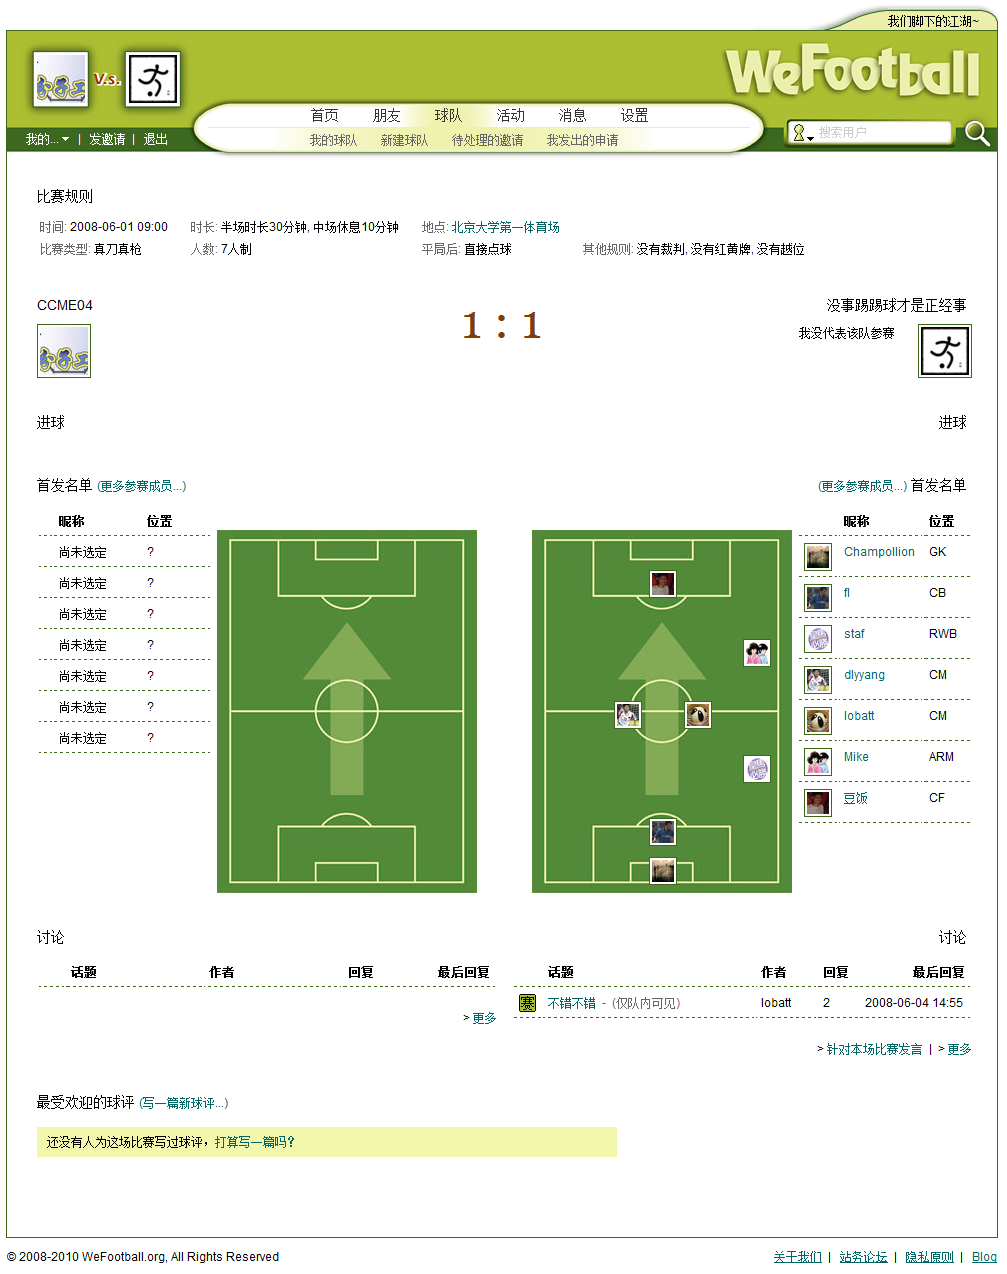 我们脚下的江湖~
V.s.
WeFootball
首页 朋友 球队 活动 消息 设置
我的... | 发邀请 | 退出
我的球队 新建球队 待处理的邀请 我发出的申请
搜索用户
比赛规则
时间: 2008-06-01 09:00 时长: 半场时长30分钟, 中场休息10分钟 地点: 北京大学第一体育场
比赛类型: 真刀真枪 人数: 7人制 平局后: 直接点球 其他规则: 没有裁判, 没有红黄牌, 没有越位
CCME04
1 : 1
没事踢踢球才是正经事
我没代表该队参赛
进球
进球
首发名单 (更多参赛成员...)
(更多参赛成员...) 首发名单
昵称 位置
尚未选定 ?
尚未选定 ?
尚未选定 ?
尚未选定 ?
尚未选定 ?
尚未选定 ?
尚未选定 ?
昵称 位置
Champollion GK
fl CB
staf RWB
dlyyang CM
lobatt CM
Mike ARM
豆饭 CF
讨论
讨论
话题 作者 回复 最后回复
> 更多
话题 作者 回复 最后回复
赛 不错不错 - (仅队内可见) lobatt 2 2008-06-04 14:55
> 针对本场比赛发言 | > 更多
最受欢迎的球评 (写一篇新球评...)
还没有人为这场比赛写过球评，打算写一篇吗?
© 2008-2010 WeFootball.org, All Rights Reserved
关于我们 | 站务论坛 | 隐私原则 | Blog